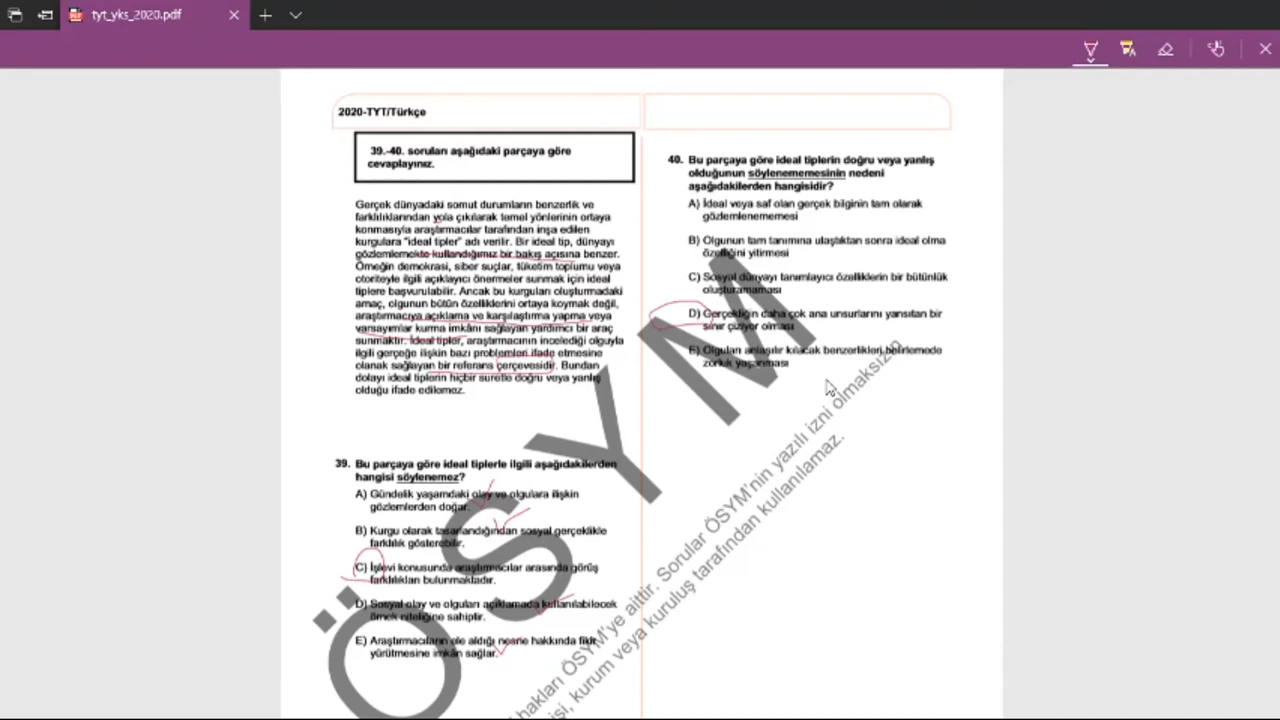 tyt_yks_2020.pdf
2020-TYT/Türkçe
39.-40. soruları aşağıdaki parçaya göre
cevaplayınız.
Gerçek dünyadaki somut durumların benzerlik ve
farklılıklarından yola çıkılarak temel yönlerinin ortaya
konmasıyla araştırmacılar tarafından inşa edilen
kurgulara "ideal tipler" adı verilir. Bir ideal tip, dünyayı
gözlemlemekte kullandığımız bir bakış açısına benzer.
Örneğin demokrasi, siber suçlar, tüketim toplumu veya
otoriteyle ilgili açıklayıcı önermeler sunmak için ideal
tiplere başvurulabilir. Ancak bu kurguları oluşturmadaki
amaç, olgunun bütün özelliklerini ortaya koymak değil,
araştırmacıya açıklama ve karşılaştırma yapma veya
varsayımlar kurma imkânı sağlayan yardımcı bir araç
sunmaktır. İdeal tipler, araştırmacının incelediği olguyla
ilgili gerçeğe ilişkin bazı problemleri ifade etmesine
olanak sağlayan bir referans çerçevesidir. Bundan
dolayı ideal tiplerin hiçbir suretle doğru veya yanlış
olduğu ifade edilemez.
39. Bu parçaya göre ideal tiplerle ilgili aşağıdakilerden
hangisi söylenemez?
A) Gündelik yaşamdaki olay ve olgulara ilişkin
gözlemlerden doğar.
B) Kurgu olarak tasarlandığından sosyal gerçeklikle
farklılık gösterebilir.
C) İşlevi konusunda araştırmacılar arasında görüş
farklılıkları bulunmaktadır.
D) Sosyal olay ve olguları açıklamada kullanılabilecek
örnek niteliğine sahiptir.
E) Araştırmacıların ele aldığı nesne hakkında fikir
yürütmesine imkân sağlar.
40. Bu parçaya göre ideal tiplerin doğru veya yanlış
olduğunun söylenememesinin nedeni
aşağıdakilerden hangisidir?
A) İdeal veya saf olan gerçek bilginin tam olarak
gözlemlenememesi
B) Olgunun tam tanımına ulaştıktan sonra ideal olma
özelliğini yitirmesi
C) Sosyal dünyayı tanımlayıcı özelliklerin bir bütünlük
oluşturamaması
D) Gerçekliğin daha çok ana unsurlarını yansıtan bir
sınır çiziyor olması
E) Olguları anlaşılır kılacak benzerlikleri belirlemede
zorluk yaşanması
ÖSYM
hakları ÖSYM'ye aittir. Sorular ÖSYM'nin yazılı izni olmaksızın
kurum veya kuruluş tarafından kullanılamaz.